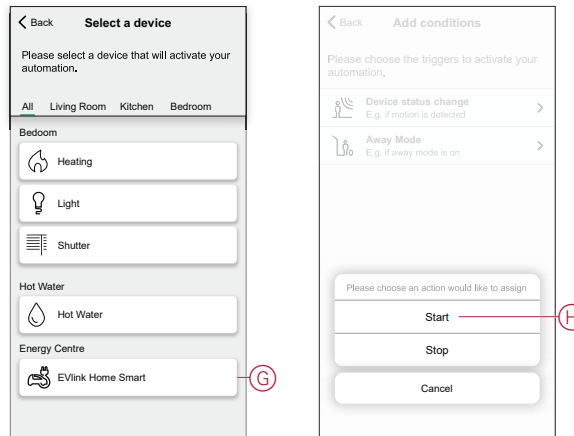 Back Select a device
Please select a device that will activate your
automation.
All Living Room Kitchen Bedroom
Bedoom
Heating
Light
Shutter
Hot Water
Hot Water
Energy Centre
EVlink Home Smart
G
Back Add conditions
Please choose the triggers to activate your
automation,
Device status change
E.g. if motion is detected
Away Mode
E.g. if away mode is on
Please choose an action would like to assign
Start
H
Stop
Cancel